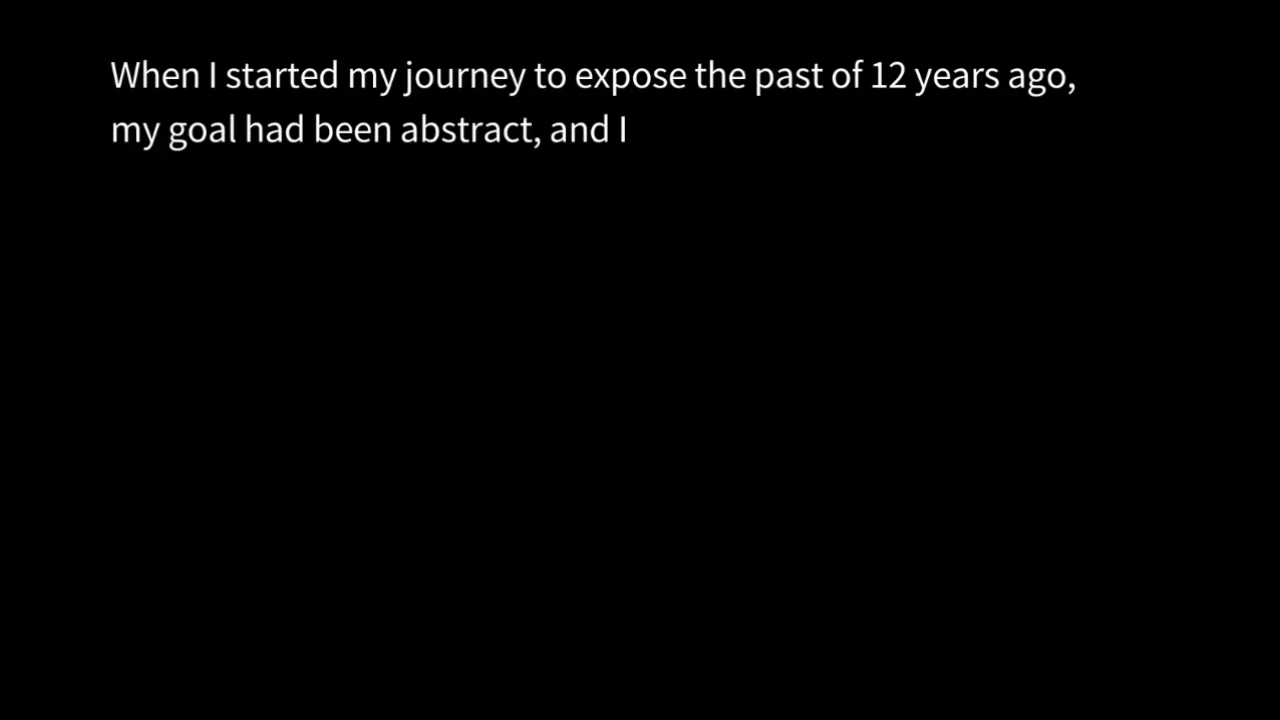 When I started my journey to expose the past of 12 years ago,
my goal had been abstract, and I